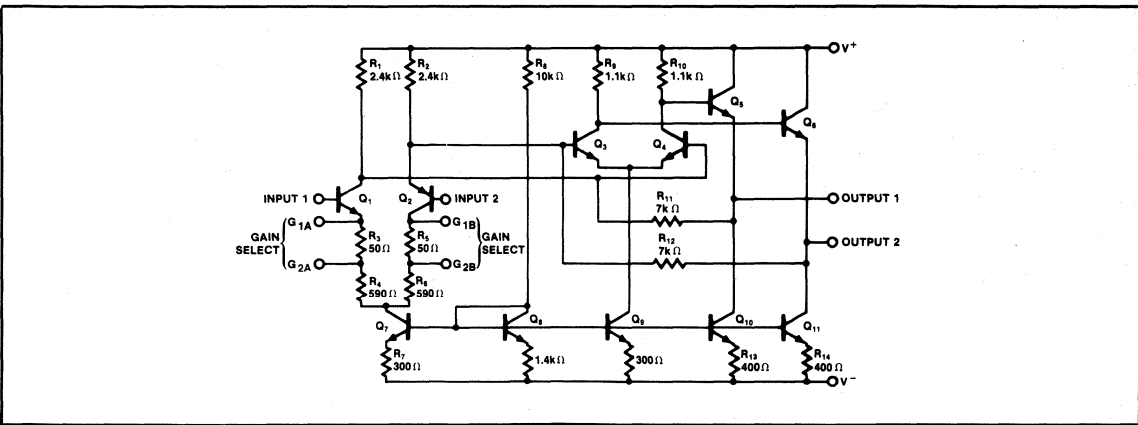 V+
R1
2.4kΩ
R2
2.4kΩ
R8
10kΩ
R9
1.1kΩ
R10
1.1kΩ
Q5
Q6
Q3
Q4
INPUT 1
Q1
Q2
INPUT 2
G1A
G1B
GAIN
SELECT
R3
50Ω
R5
50Ω
GAIN
SELECT
G2A
G2B
R4
590Ω
R6
590Ω
R11
7kΩ
OUTPUT 1
R12
7kΩ
OUTPUT 2
Q7
Q8
Q9
Q10
Q11
R7
300Ω
1.4kΩ
300Ω
R13
400Ω
R14
400Ω
V−